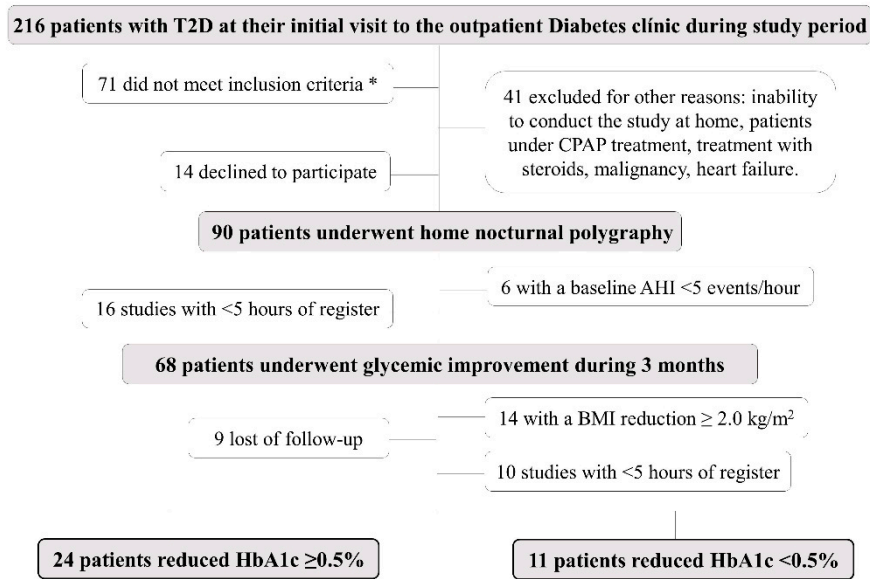 216 patients with T2D at their initial visit to the outpatient Diabetes clínic during study period
71 did not meet inclusion criteria *
41 excluded for other reasons: inability
to conduct the study at home, patients
under CPAP treatment, treatment with
steroids, malignancy, heart failure.
14 declined to participate
90 patients underwent home nocturnal polygraphy
6 with a baseline AHI <5 events/hour
16 studies with <5 hours of register
68 patients underwent glycemic improvement during 3 months
14 with a BMI reduction ≥ 2.0 kg/m²
9 lost of follow-up
10 studies with <5 hours of register
24 patients reduced HbA1c ≥0.5%
11 patients reduced HbA1c <0.5%